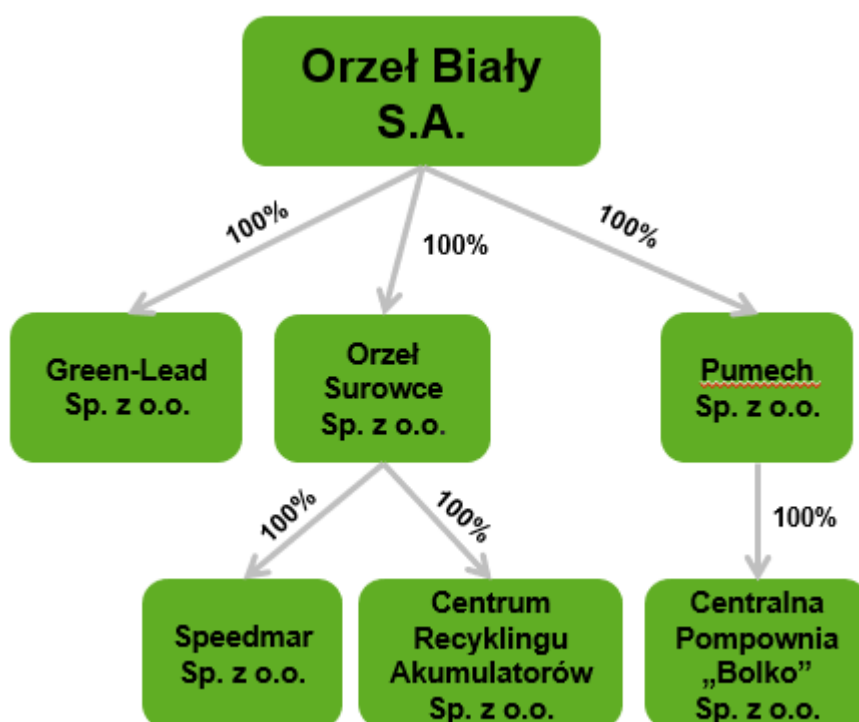 Orzeł Biały
S.A.
100%
100%
100%
Green-Lead
Sp. z o.o.
Orzeł
Surowce
Sp. z o.o.
Pumech
Sp. z o.o.
100%
100%
100%
Speedmar
Sp. z o.o.
Centrum
Recyklingu
Akumulatorów
Sp. z o.o.
Centralna
Pompownia
„Bolko”
Sp. z o.o.